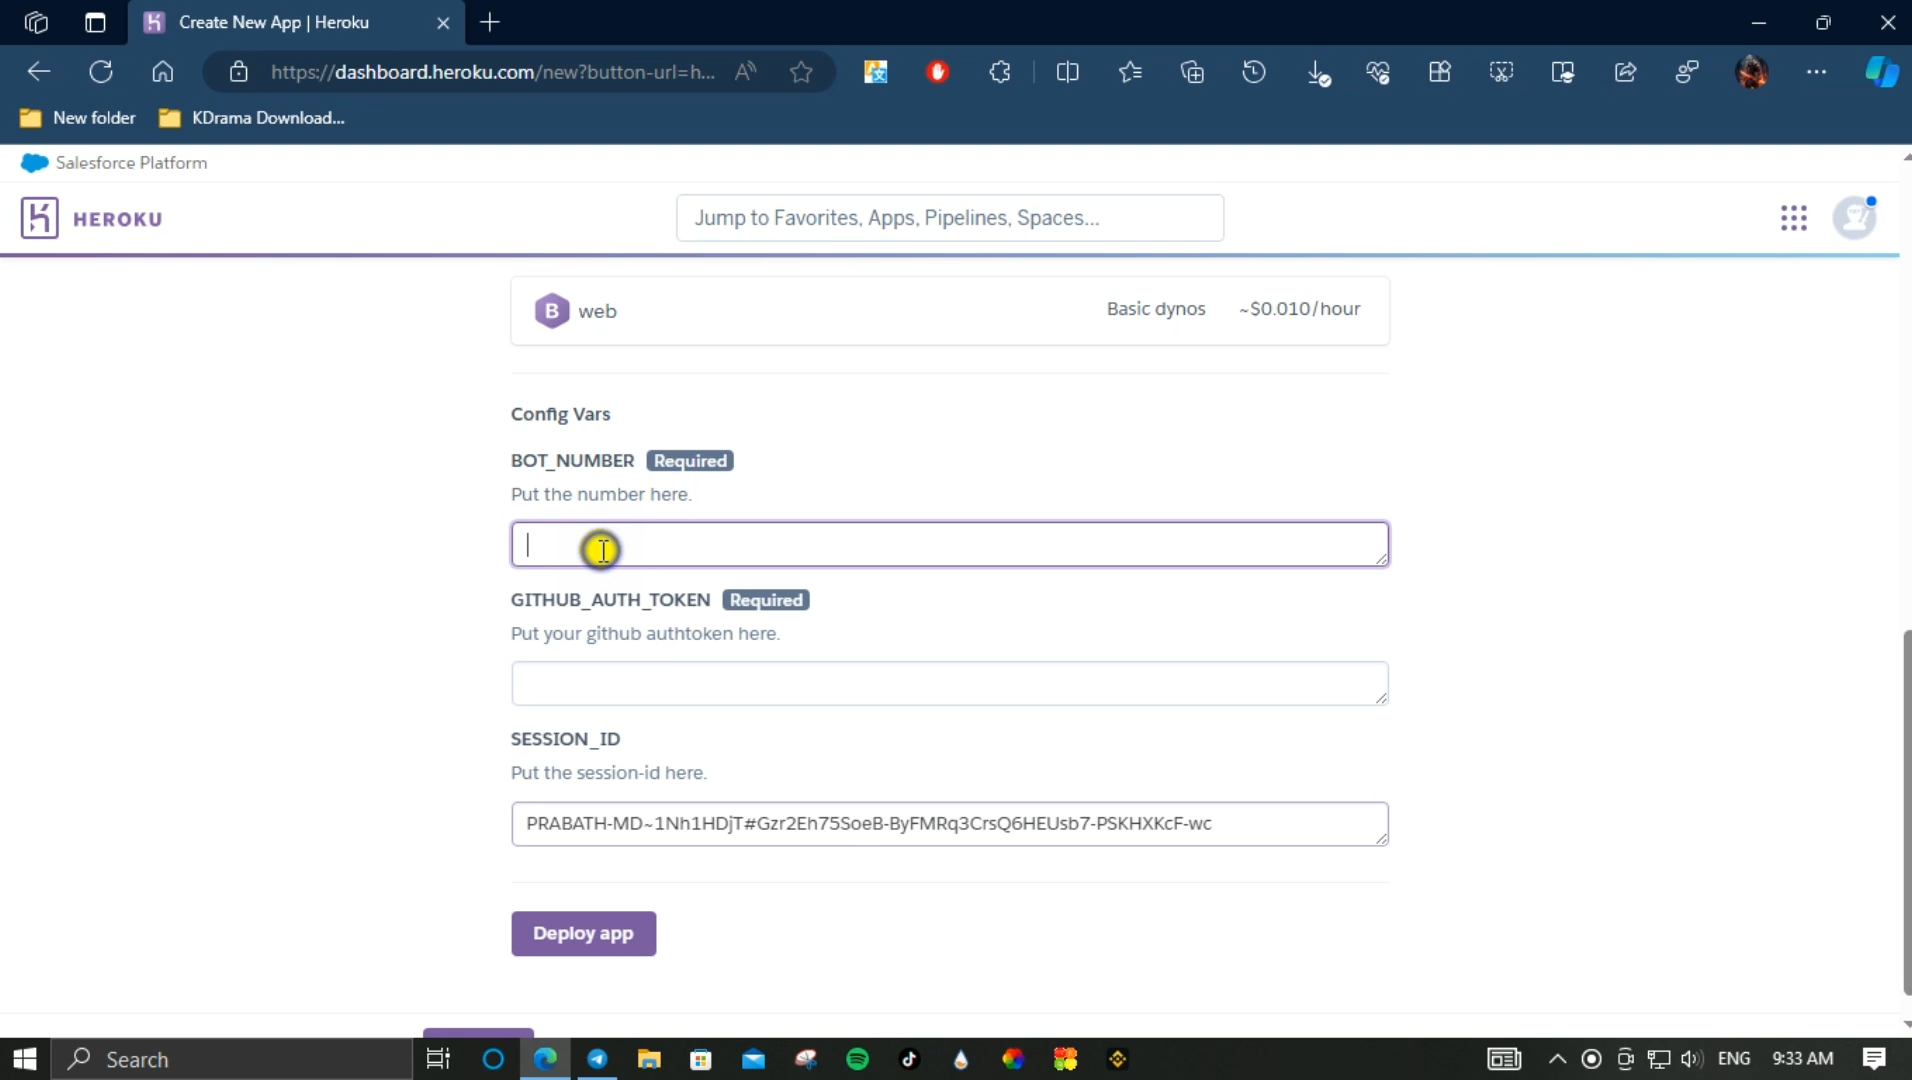 Create New App | Heroku
https://dashboard.heroku.com/new?button-url=h...
New folder
KDrama Download...
Salesforce Platform
HEROKU
Jump to Favorites, Apps, Pipelines, Spaces...
B web Basic dynos ~$0.010/hour
Config Vars
BOT_NUMBER Required
Put the number here.
GITHUB_AUTH_TOKEN Required
Put your github authtoken here.
SESSION_ID
Put the session-id here.
PRABATH-MD~1Nh1HDjT#Gzr2Eh75SoeB-ByFMRq3CrsQ6HEUsb7-PSKHXKcF-wc
Deploy app
Search
ENG 9:33 AM